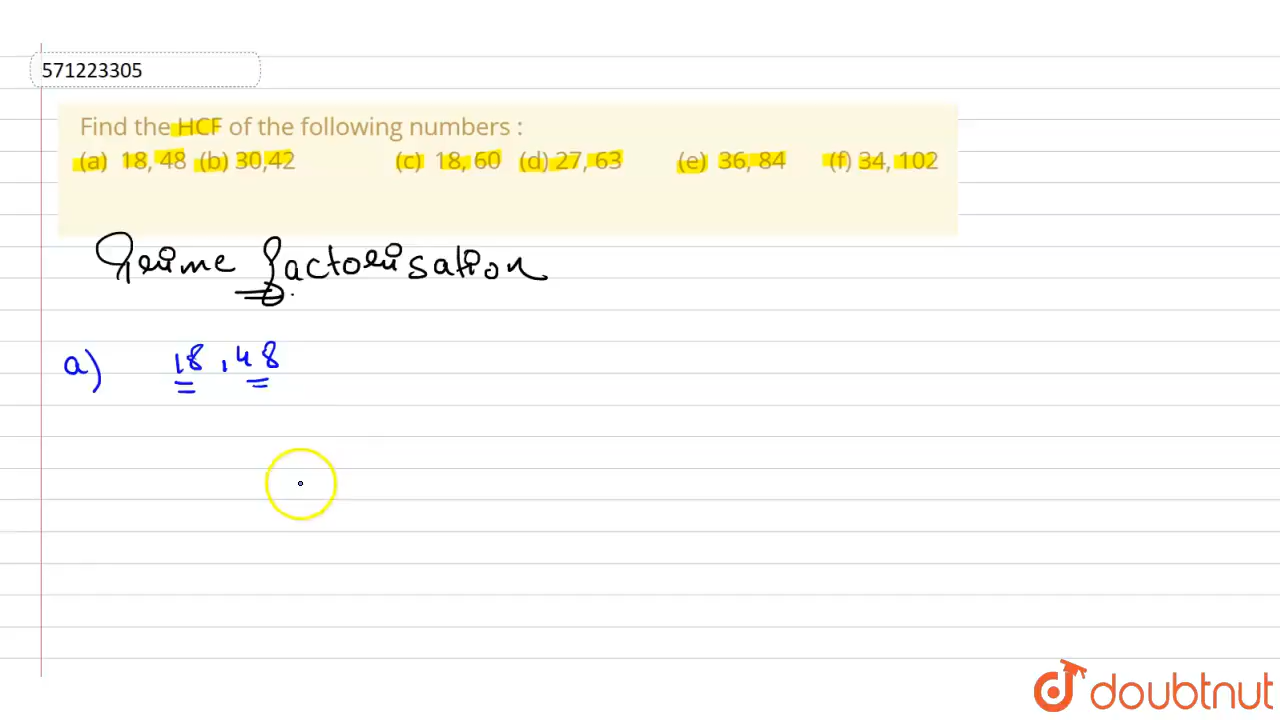 571223305
Find the HCF of the following numbers :
(a) 18, 48 (b) 30,42 (c) 18, 60 (d) 27, 63 (e) 36, 84 (f) 34, 102
Prime factorisation
a) 18, 48
doubtnut